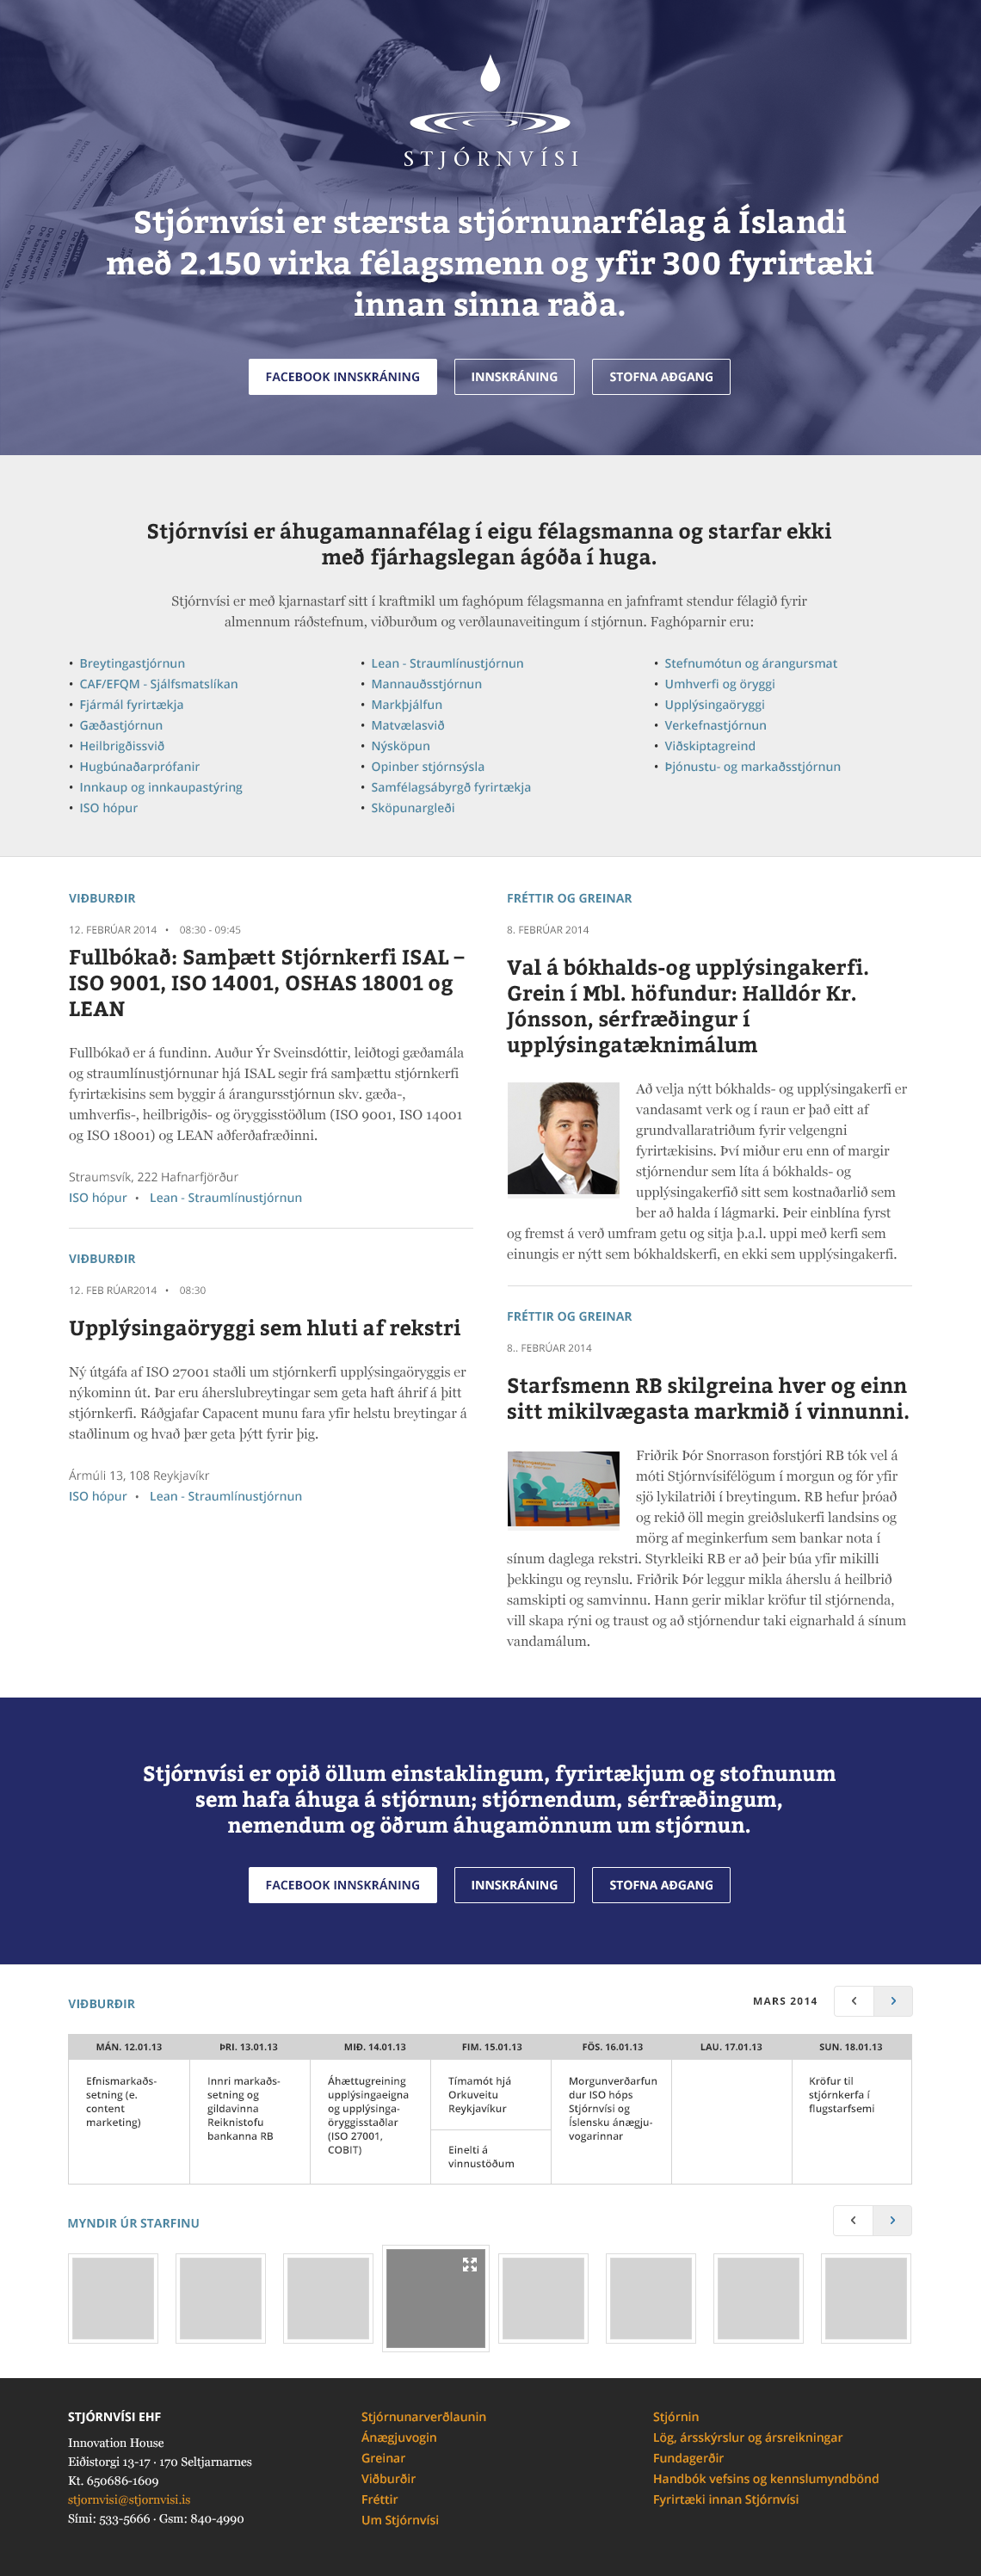 STJÓRNVÍSI
Stjórnvísi er stærsta stjórnunarfélag á Íslandi
með 2.150 virka félagsmenn og yfir 300 fyrirtæki
innan sinna raða.
FACEBOOK INNSKRÁNING
INNSKRÁNING
STOFNA AÐGANG
Stjórnvísi er áhugamannafélag í eigu félagsmanna og starfar ekki
með fjárhagslegan ágóða í huga.
Stjórnvísi er með kjarnastarf sitt í kraftmikl um faghópum félagsmanna en jafnframt stendur félagið fyrir
almennum ráðstefnum, viðburðum og verðlaunaveitingum í stjórnun. Faghóparnir eru:
• Breytingastjórnun
• CAF/EFQM - Sjálfsmatslíkan
• Fjármál fyrirtækja
• Gæðastjórnun
• Heilbrigðissvið
• Hugbúnaðarprófanir
• Innkaup og innkaupastýring
• ISO hópur
• Lean - Straumlínustjórnun
• Mannauðsstjórnun
• Markþjálfun
• Matvælasvið
• Nýsköpun
• Opinber stjórnsýsla
• Samfélagsábyrgð fyrirtækja
• Sköpunargleði
• Stefnumótun og árangursmat
• Umhverfi og öryggi
• Upplýsingaöryggi
• Verkefnastjórnun
• Viðskiptagreind
• Þjónustu- og markaðsstjórnun
VIÐBURÐIR
12. FEBRÚAR 2014 • 08:30 - 09:45
Fullbókað: Samþætt Stjórnkerfi ISAL –
ISO 9001, ISO 14001, OSHAS 18001 og
LEAN
Fullbókað er á fundinn. Auður Ýr Sveinsdóttir, leiðtogi gæðamála
og straumlínustjórnunar hjá ISAL segir frá samþættu stjórnkerfi
fyrirtækisins sem byggir á árangursstjórnun skv. gæða-,
umhverfis-, heilbrigðis- og öryggisstöðlum (ISO 9001, ISO 14001
og ISO 18001) og LEAN aðferðafræðinni.
Straumsvík, 222 Hafnarfjörður
ISO hópur • Lean - Straumlínustjórnun
VIÐBURÐIR
12. FEB RÚAR2014 • 08:30
Upplýsingaöryggi sem hluti af rekstri
Ný útgáfa af ISO 27001 staðli um stjórnkerfi upplýsingaöryggis er
nýkominn út. Þar eru áherslubreytingar sem geta haft áhrif á þitt
stjórnkerfi. Ráðgjafar Capacent munu fara yfir helstu breytingar á
staðlinum og hvað þær geta þýtt fyrir þig.
Ármúli 13, 108 Reykjavíkr
ISO hópur • Lean - Straumlínustjórnun
FRÉTTIR OG GREINAR
8. FEBRÚAR 2014
Val á bókhalds-og upplýsingakerfi.
Grein í Mbl. höfundur: Halldór Kr.
Jónsson, sérfræðingur í
upplýsingatæknimálum
Að velja nýtt bókhalds- og upplýsingakerfi er
vandasamt verk og í raun er það eitt af
grundvallaratriðum fyrir velgengni
fyrirtækisins. Því miður eru enn of margir
stjórnendur sem líta á bókhalds- og
upplýsingakerfið sitt sem kostnaðarlið sem
ber að halda í lágmarki. Þeir einblína fyrst
og fremst á verð umfram getu og sitja þ.a.l. uppi með kerfi sem
einungis er nýtt sem bókhaldskerfi, en ekki sem upplýsingakerfi.
FRÉTTIR OG GREINAR
8.. FEBRÚAR 2014
Starfsmenn RB skilgreina hver og einn
sitt mikilvægasta markmið í vinnunni.
Friðrik Þór Snorrason forstjóri RB tók vel á
móti Stjórnvísifélögum í morgun og fór yfir
sjö lykilatriði í breytingum. RB hefur þróað
og rekið öll megin greiðslukerfi landsins og
mörg af meginkerfum sem bankar nota í
sínum daglega rekstri. Styrkleiki RB er að þeir búa yfir mikilli
þekkingu og reynslu. Friðrik Þór leggur mikla áherslu á heilbrið
samskipti og samvinnu. Hann gerir miklar kröfur til stjórnenda,
vill skapa rýni og traust og að stjórnendur taki eignarhald á sínum
vandamálum.
Stjórnvísi er opið öllum einstaklingum, fyrirtækjum og stofnunum
sem hafa áhuga á stjórnun; stjórnendum, sérfræðingum,
nemendum og öðrum áhugamönnum um stjórnun.
FACEBOOK INNSKRÁNING
INNSKRÁNING
STOFNA AÐGANG
VIÐBURÐIR
MARS 2014
MÁN. 12.01.13
ÞRI. 13.01.13
MIÐ. 14.01.13
FIM. 15.01.13
FÖS. 16.01.13
LAU. 17.01.13
SUN. 18.01.13
Efnismarkaðs-
setning (e.
content
marketing)
Innri markaðs-
setning og
gildavinna
Reiknistofu
bankanna RB
Áhættugreining
upplýsingaeigna
og upplýsinga-
öryggisstaðlar
(ISO 27001,
COBIT)
Tímamót hjá
Orkuveitu
Reykjavíkur
Einelti á
vinnustöðum
Morgunverðarfun
dur ISO hóps
Stjórnvísi og
Íslensku ánægju-
vogarinnar
Kröfur til
stjórnkerfa í
flugstarfsemi
MYNDIR ÚR STARFINU
STJÓRNVÍSI EHF
Innovation House
Eiðistorgi 13-17 · 170 Seltjarnarnes
Kt. 650686-1609
stjornvisi@stjornvisi.is
Sími: 533-5666 · Gsm: 840-4990
Stjórnunarverðlaunin
Ánægjuvogin
Greinar
Viðburðir
Fréttir
Um Stjórnvísi
Stjórnin
Lög, ársskýrslur og ársreikningar
Fundagerðir
Handbók vefsins og kennslumyndbönd
Fyrirtæki innan Stjórnvísi